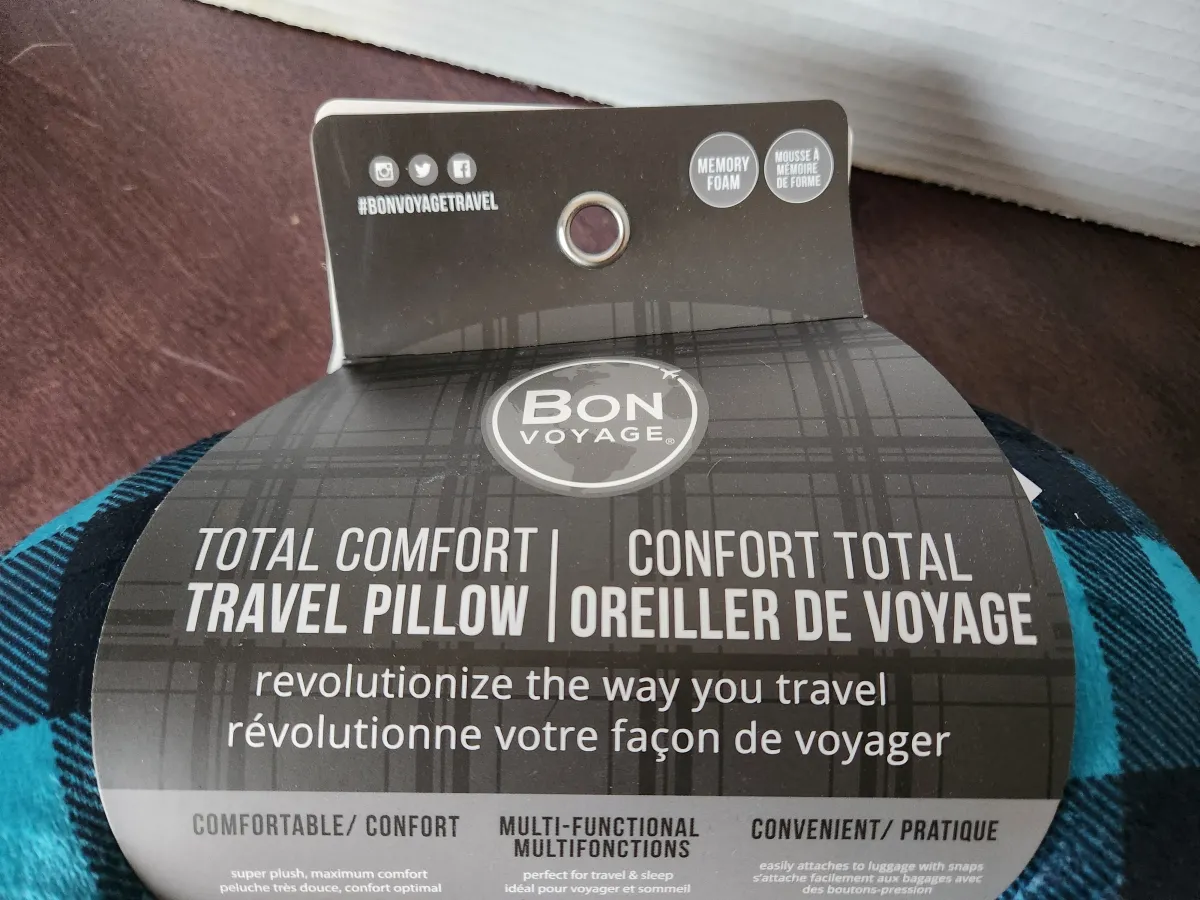 #BONVOYAGETRAVEL
MEMORY
FOAM
MOUSSE À
MÉMOIRE
DE FORME
BON
VOYAGE®
TOTAL COMFORT
TRAVEL PILLOW
CONFORT TOTAL
OREILLER DE VOYAGE
revolutionize the way you travel
révolutionne votre façon de voyager
COMFORTABLE/ CONFORT
super plush, maximum comfort
peluche très douce, confort optimal
MULTI-FUNCTIONAL
MULTIFONCTIONS
perfect for travel & sleep
idéal pour voyager et sommeil
CONVENIENT/ PRATIQUE
easily attaches to luggage with snaps
s'attache facilement aux bagages avec
des boutons-pression